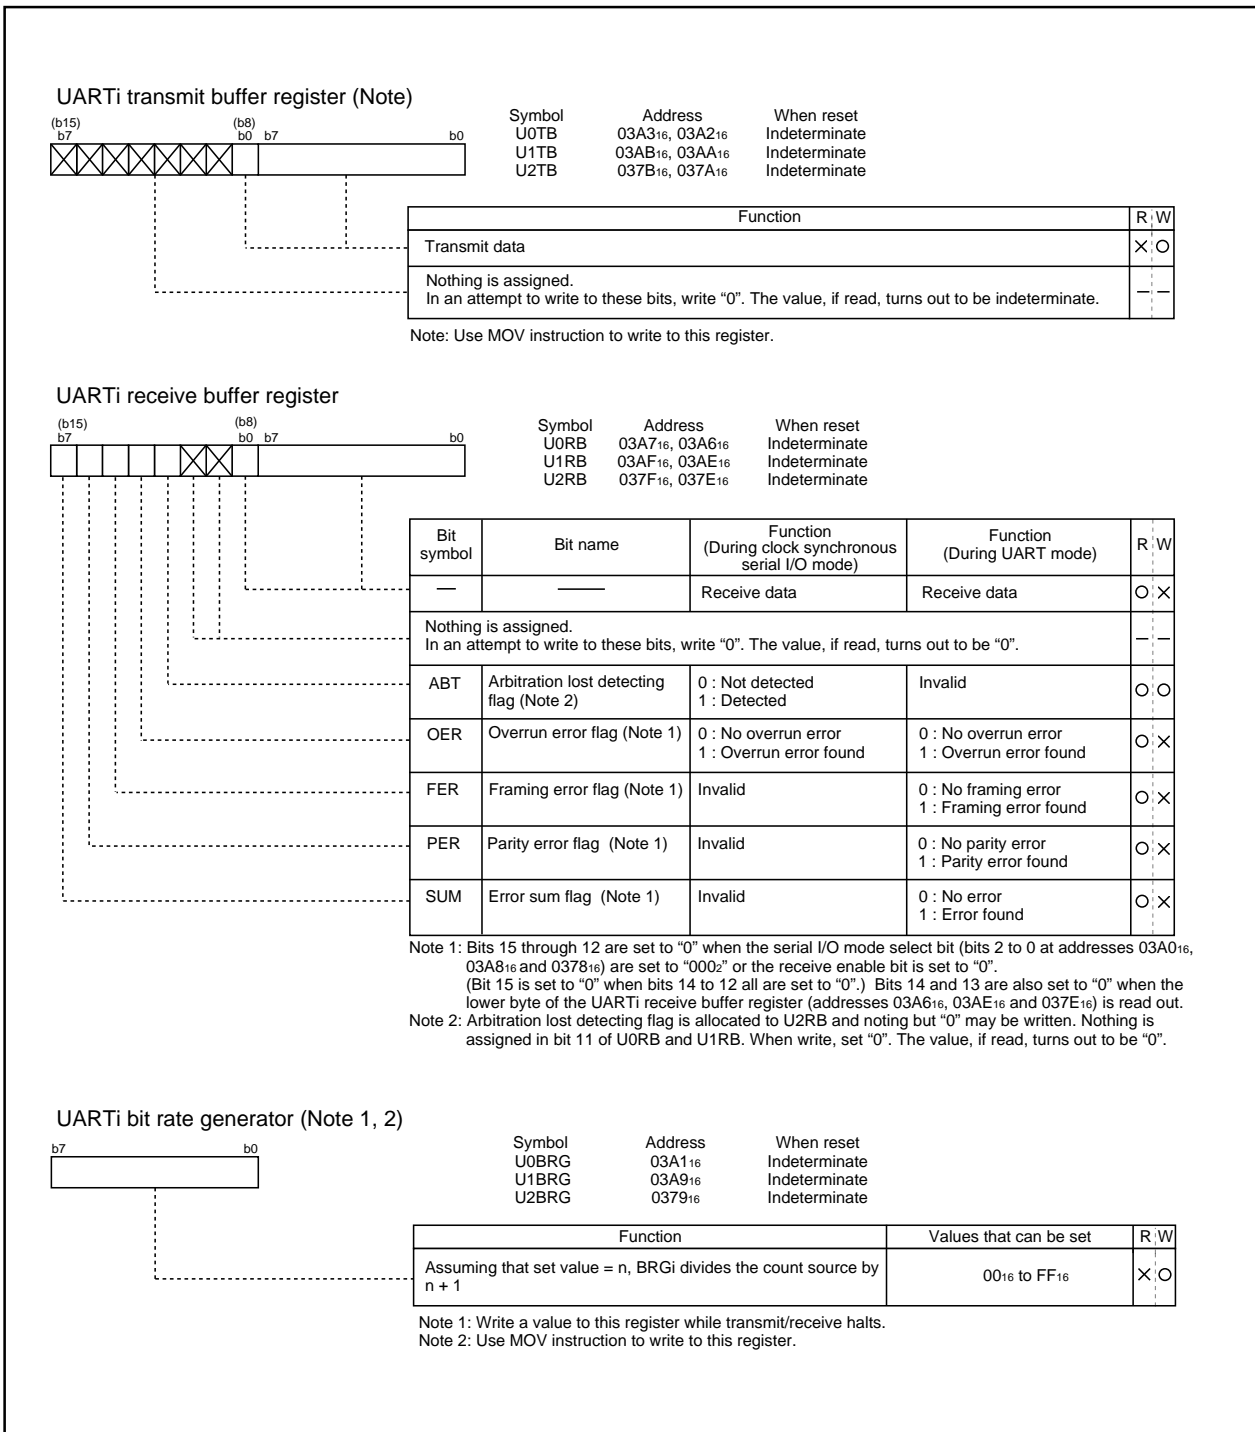 UARTi transmit buffer register (Note)
(b15) (b8)
b7 b0 b7 b0
Symbol Address When reset
U0TB 03A3₁₆, 03A2₁₆ Indeterminate
U1TB 03AB₁₆, 03AA₁₆ Indeterminate
U2TB 037B₁₆, 037A₁₆ Indeterminate
Function R W
Transmit data × ○
Nothing is assigned.
In an attempt to write to these bits, write “0”. The value, if read, turns out to be indeterminate. – –
Note: Use MOV instruction to write to this register.
UARTi receive buffer register
(b15) (b8)
b7 b0 b7 b0
Symbol Address When reset
U0RB 03A7₁₆, 03A6₁₆ Indeterminate
U1RB 03AF₁₆, 03AE₁₆ Indeterminate
U2RB 037F₁₆, 037E₁₆ Indeterminate
Bit symbol Bit name Function (During clock synchronous serial I/O mode) Function (During UART mode) R W
— — Receive data Receive data ○ ×
Nothing is assigned.
In an attempt to write to these bits, write “0”. The value, if read, turns out to be “0”. – –
ABT Arbitration lost detecting flag (Note 2) 0 : Not detected 1 : Detected Invalid ○ ○
OER Overrun error flag (Note 1) 0 : No overrun error 1 : Overrun error found 0 : No overrun error 1 : Overrun error found ○ ×
FER Framing error flag (Note 1) Invalid 0 : No framing error 1 : Framing error found ○ ×
PER Parity error flag (Note 1) Invalid 0 : No parity error 1 : Parity error found ○ ×
SUM Error sum flag (Note 1) Invalid 0 : No error 1 : Error found ○ ×
Note 1: Bits 15 through 12 are set to “0” when the serial I/O mode select bit (bits 2 to 0 at addresses 03A0₁₆,
03A8₁₆ and 0378₁₆) are set to “000₂” or the receive enable bit is set to “0”.
(Bit 15 is set to “0” when bits 14 to 12 all are set to “0”.) Bits 14 and 13 are also set to “0” when the
lower byte of the UARTi receive buffer register (addresses 03A6₁₆, 03AE₁₆ and 037E₁₆) is read out.
Note 2: Arbitration lost detecting flag is allocated to U2RB and noting but “0” may be written. Nothing is
assigned in bit 11 of U0RB and U1RB. When write, set “0”. The value, if read, turns out to be “0”.
UARTi bit rate generator (Note 1, 2)
b7 b0
Symbol Address When reset
U0BRG 03A1₁₆ Indeterminate
U1BRG 03A9₁₆ Indeterminate
U2BRG 0379₁₆ Indeterminate
Function Values that can be set R W
Assuming that set value = n, BRGi divides the count source by
n + 1 00₁₆ to FF₁₆ × ○
Note 1: Write a value to this register while transmit/receive halts.
Note 2: Use MOV instruction to write to this register.